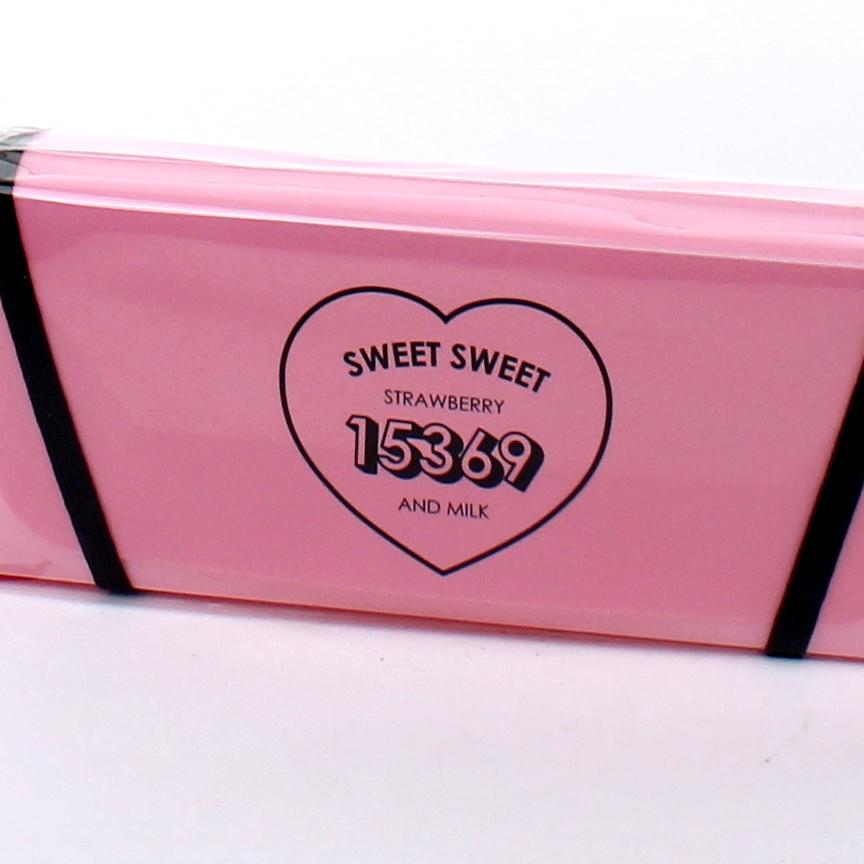 SWEET SWEET
STRAWBERRY
15369
AND MILK